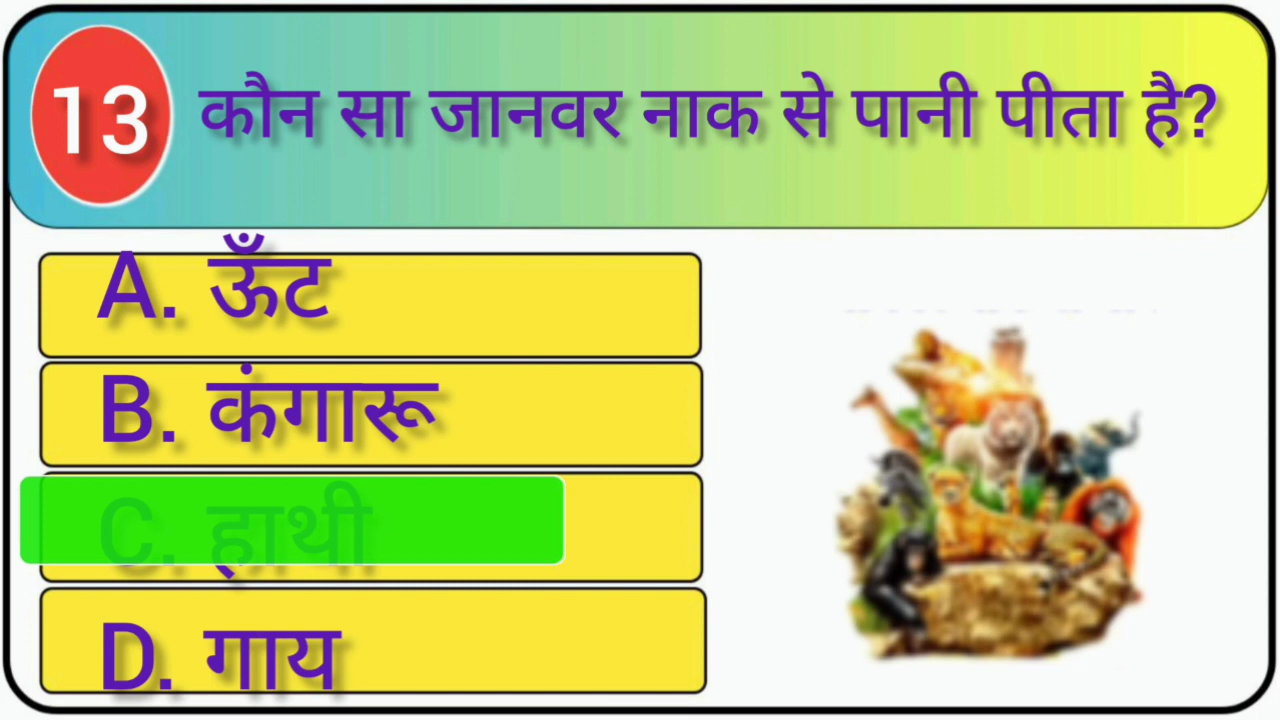 13
कौन सा जानवर नाक से पानी पीता है?
A. ऊँट
B. कंगारू
C. हाथी
D. गाय